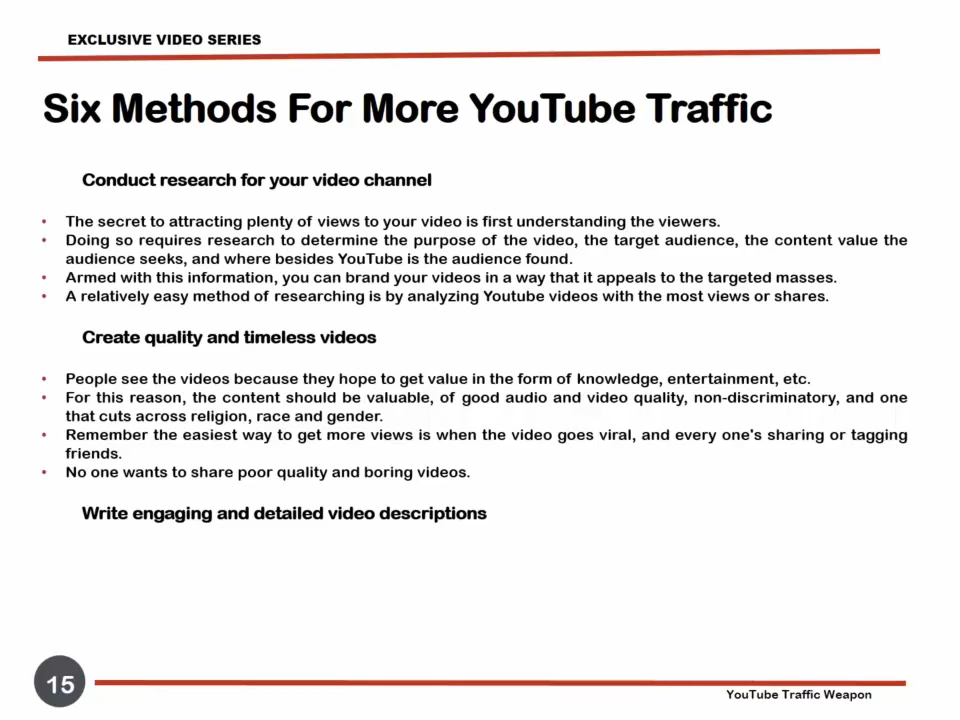 EXCLUSIVE VIDEO SERIES
Six Methods For More YouTube Traffic
Conduct research for your video channel
• The secret to attracting plenty of views to your video is first understanding the viewers.
• Doing so requires research to determine the purpose of the video, the target audience, the content value the
audience seeks, and where besides YouTube is the audience found.
• Armed with this information, you can brand your videos in a way that it appeals to the targeted masses.
• A relatively easy method of researching is by analyzing Youtube videos with the most views or shares.
Create quality and timeless videos
• People see the videos because they hope to get value in the form of knowledge, entertainment, etc.
• For this reason, the content should be valuable, of good audio and video quality, non-discriminatory, and one
that cuts across religion, race and gender.
• Remember the easiest way to get more views is when the video goes viral, and every one's sharing or tagging
friends.
• No one wants to share poor quality and boring videos.
Write engaging and detailed video descriptions
15
YouTube Traffic Weapon